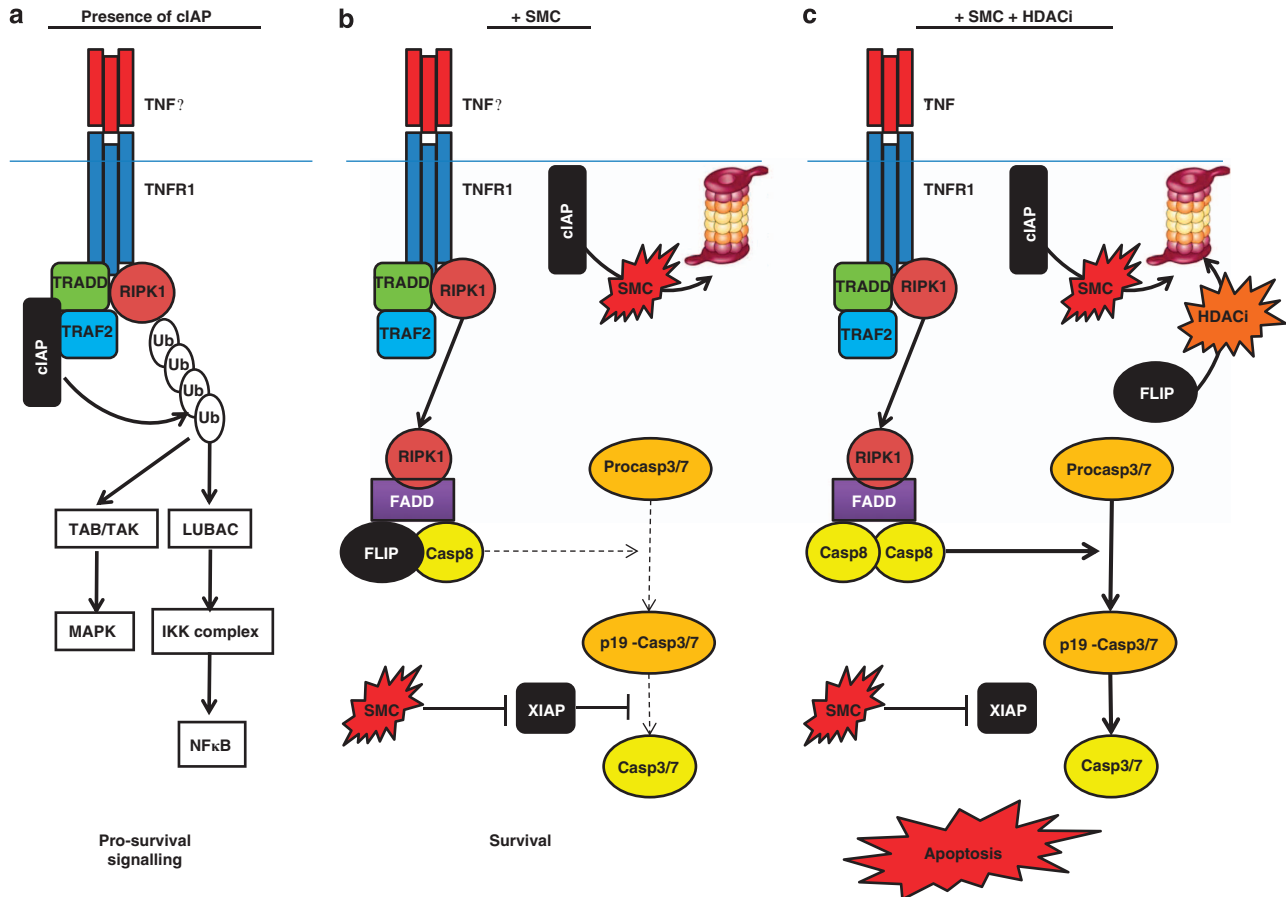 a
Presence of cIAP
TNF?
TNFR1
TRADD
RIPK1
TRAF2
cIAP
Ub
Ub
Ub
Ub
TAB/TAK
LUBAC
MAPK
IKK complex
NFκB
Pro-survival
signalling
b
+ SMC
TNF?
TNFR1
cIAP
SMC
TRADD
RIPK1
TRAF2
RIPK1
FADD
FLIP
Casp8
Procasp3/7
p19 -Casp3/7
SMC
XIAP
Casp3/7
Survival
c
+ SMC + HDACi
TNF
TNFR1
cIAP
SMC
HDACi
FLIP
TRADD
RIPK1
TRAF2
RIPK1
FADD
Casp8
Casp8
Procasp3/7
p19 -Casp3/7
SMC
XIAP
Casp3/7
Apoptosis